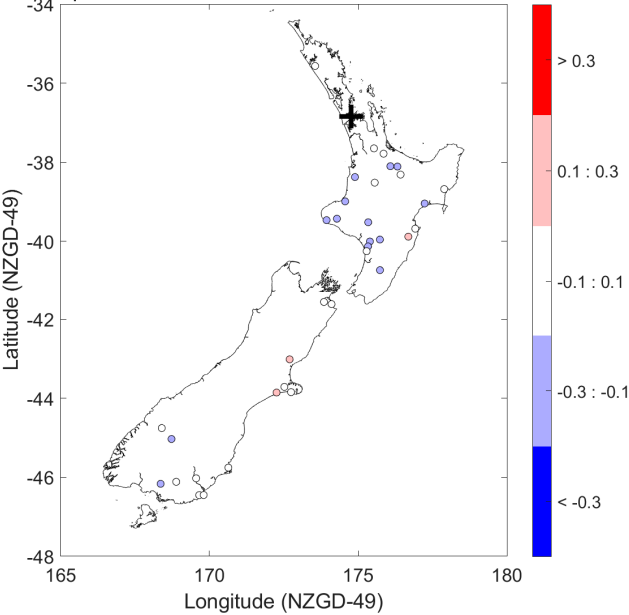 -34
-36
-38
-40
-42
-44
-46
-48
165
170
175
180
Longitude (NZGD-49)
Latitude (NZGD-49)
> 0.3
0.1 : 0.3
-0.1 : 0.1
-0.3 : -0.1
< -0.3